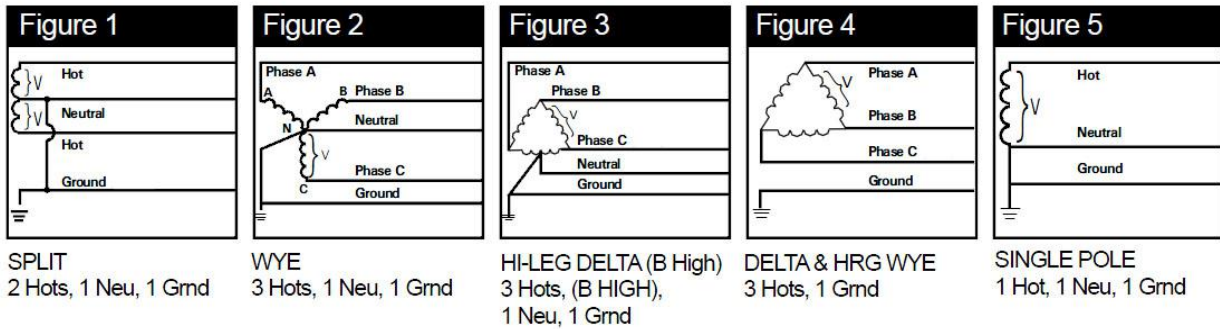 Figure 1
Hot
V
Neutral
V
Hot
Ground
SPLIT
2 Hots, 1 Neu, 1 Grnd
Figure 2
Phase A
A
B Phase B
N Neutral
V
Phase C
C
Ground
WYE
3 Hots, 1 Neu, 1 Grnd
Figure 3
Phase A
Phase B
V
Phase C
Neutral
Ground
HI-LEG DELTA (B High)
3 Hots, (B HIGH),
1 Neu, 1 Grnd
Figure 4
V Phase A
Phase B
Phase C
Ground
DELTA & HRG WYE
3 Hots, 1 Grnd
Figure 5
Hot
V
Neutral
Ground
SINGLE POLE
1 Hot, 1 Neu, 1 Grnd